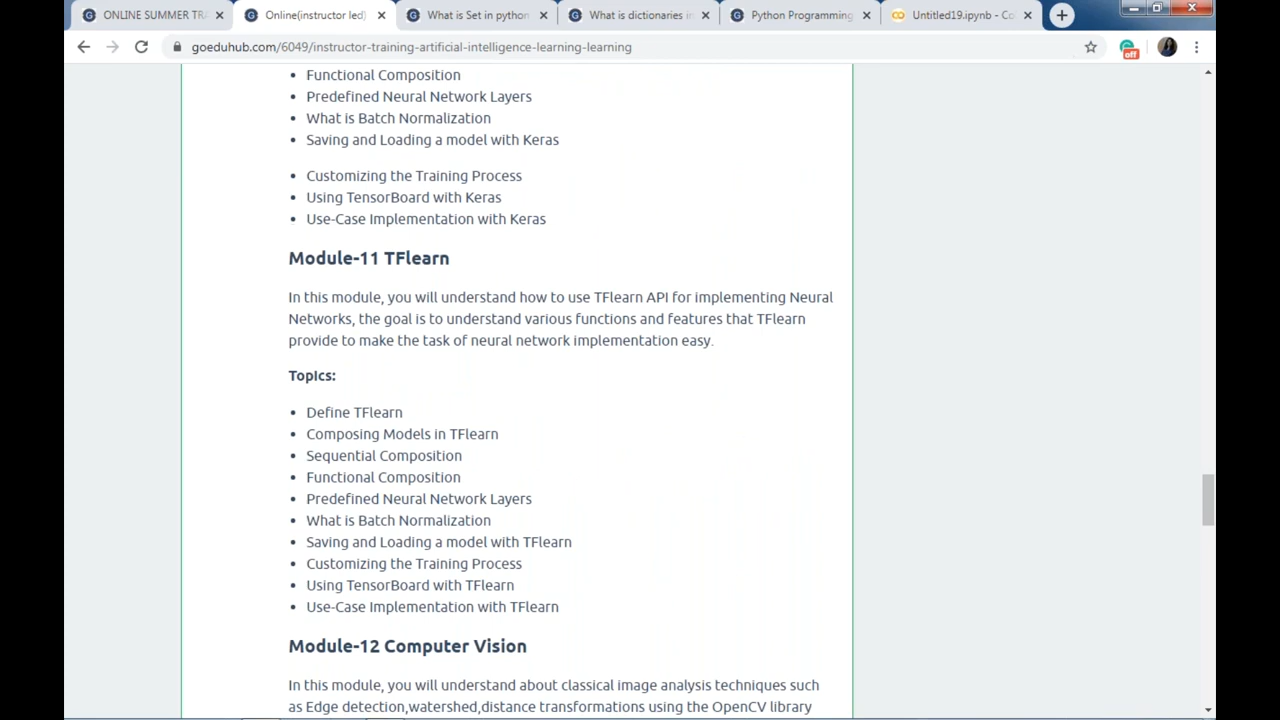 ONLINE SUMMER TRA
Online(instructor led)
What is Set in python
What is dictionaries in
Python Programming
Untitled19.ipynb - Co
goeduhub.com/6049/instructor-training-artificial-intelligence-learning-learning
off
• Functional Composition
• Predefined Neural Network Layers
• What is Batch Normalization
• Saving and Loading a model with Keras
• Customizing the Training Process
• Using TensorBoard with Keras
• Use-Case Implementation with Keras
Module-11 TFlearn
In this module, you will understand how to use TFlearn API for implementing Neural
Networks, the goal is to understand various functions and features that TFlearn
provide to make the task of neural network implementation easy.
Topics:
• Define TFlearn
• Composing Models in TFlearn
• Sequential Composition
• Functional Composition
• Predefined Neural Network Layers
• What is Batch Normalization
• Saving and Loading a model with TFlearn
• Customizing the Training Process
• Using TensorBoard with TFlearn
• Use-Case Implementation with TFlearn
Module-12 Computer Vision
In this module, you will understand about classical image analysis techniques such
as Edge detection,watershed,distance transformations using the OpenCV library